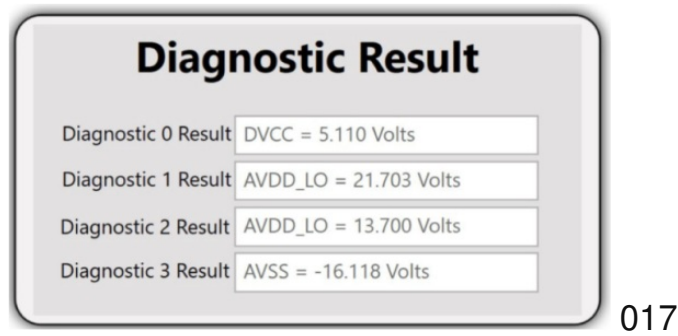 Diagnostic Result
Diagnostic 0 Result DVCC = 5.110 Volts
Diagnostic 1 Result AVDD_LO = 21.703 Volts
Diagnostic 2 Result AVDD_LO = 13.700 Volts
Diagnostic 3 Result AVSS = -16.118 Volts
017